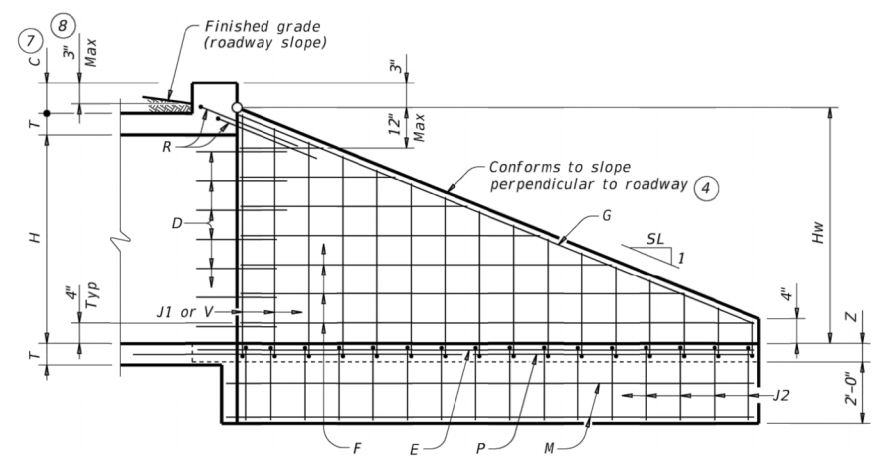 8
7
3"
Max
C
Finished grade
(roadway slope)
3"
T
12"
Max
R
Conforms to slope
perpendicular to roadway 4
G
D
H
SL
1
Hw
4"
Typ
J1 or V
4"
Z
T
2'-0"
J2
F
E
P
M